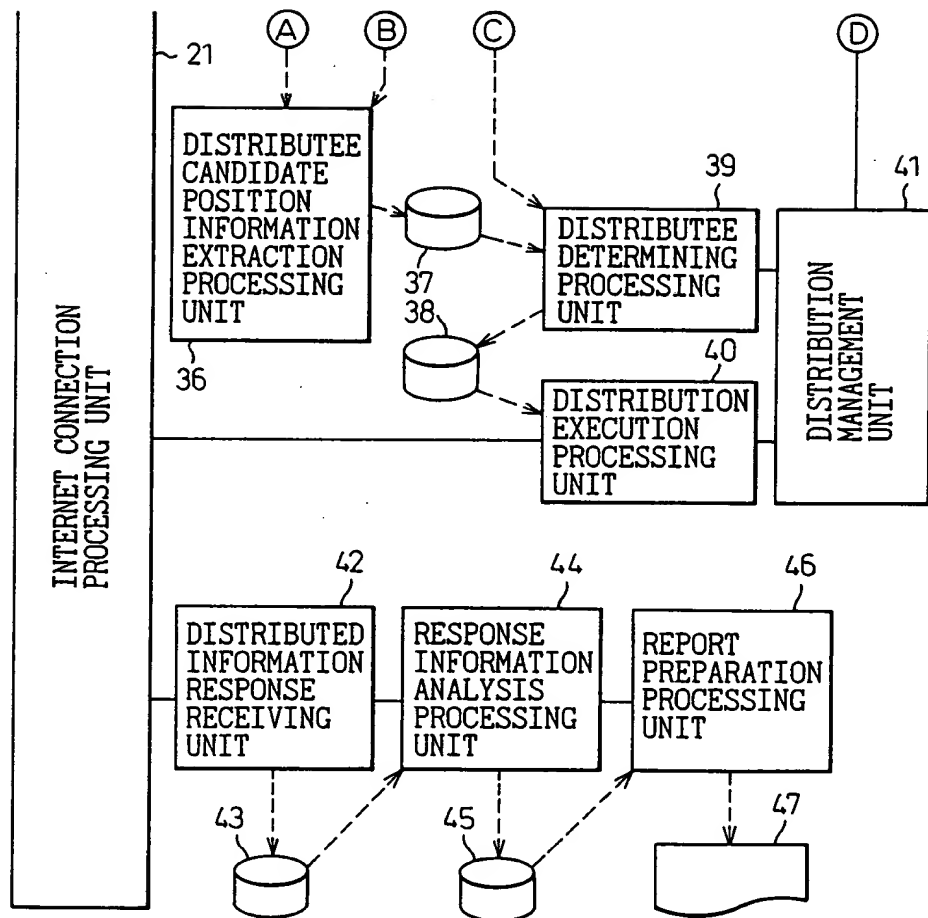 A
B
C
D
21
DISTRIBUTEE
CANDIDATE
POSITION
INFORMATION
EXTRACTION
PROCESSING
UNIT
36
37
38
39
DISTRIBUTEE
DETERMINING
PROCESSING
UNIT
40
DISTRIBUTION
EXECUTION
PROCESSING
UNIT
41
DISTRIBUTION
MANAGEMENT
UNIT
INTERNET CONNECTION
PROCESSING UNIT
42
DISTRIBUTED
INFORMATION
RESPONSE
RECEIVING
UNIT
43
44
RESPONSE
INFORMATION
ANALYSIS
PROCESSING
UNIT
45
46
REPORT
PREPARATION
PROCESSING
UNIT
47